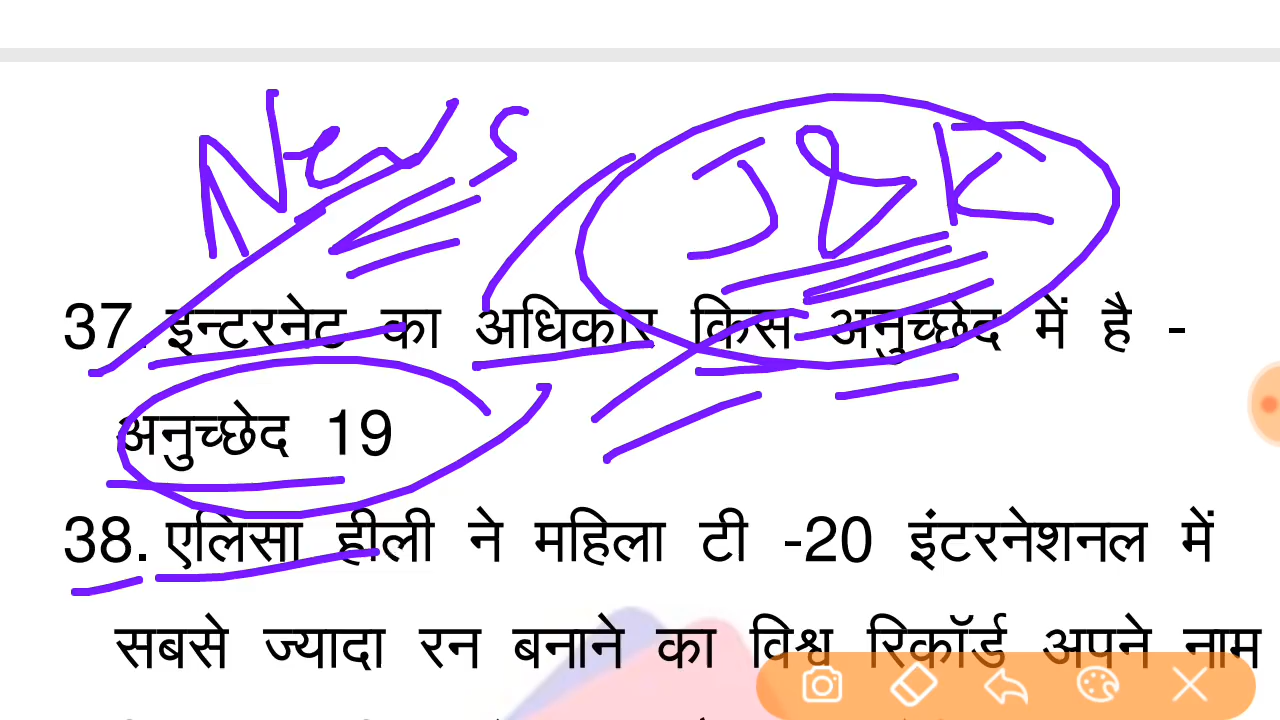 News J&K
37. इन्टरनेट का अधिकार किस अनुच्छेद में है -
अनुच्छेद 19
38. एलिसा हीली ने महिला टी -20 इंटरनेशनल में
सबसे ज्यादा रन बनाने का विश्व रिकॉर्ड अपने नाम